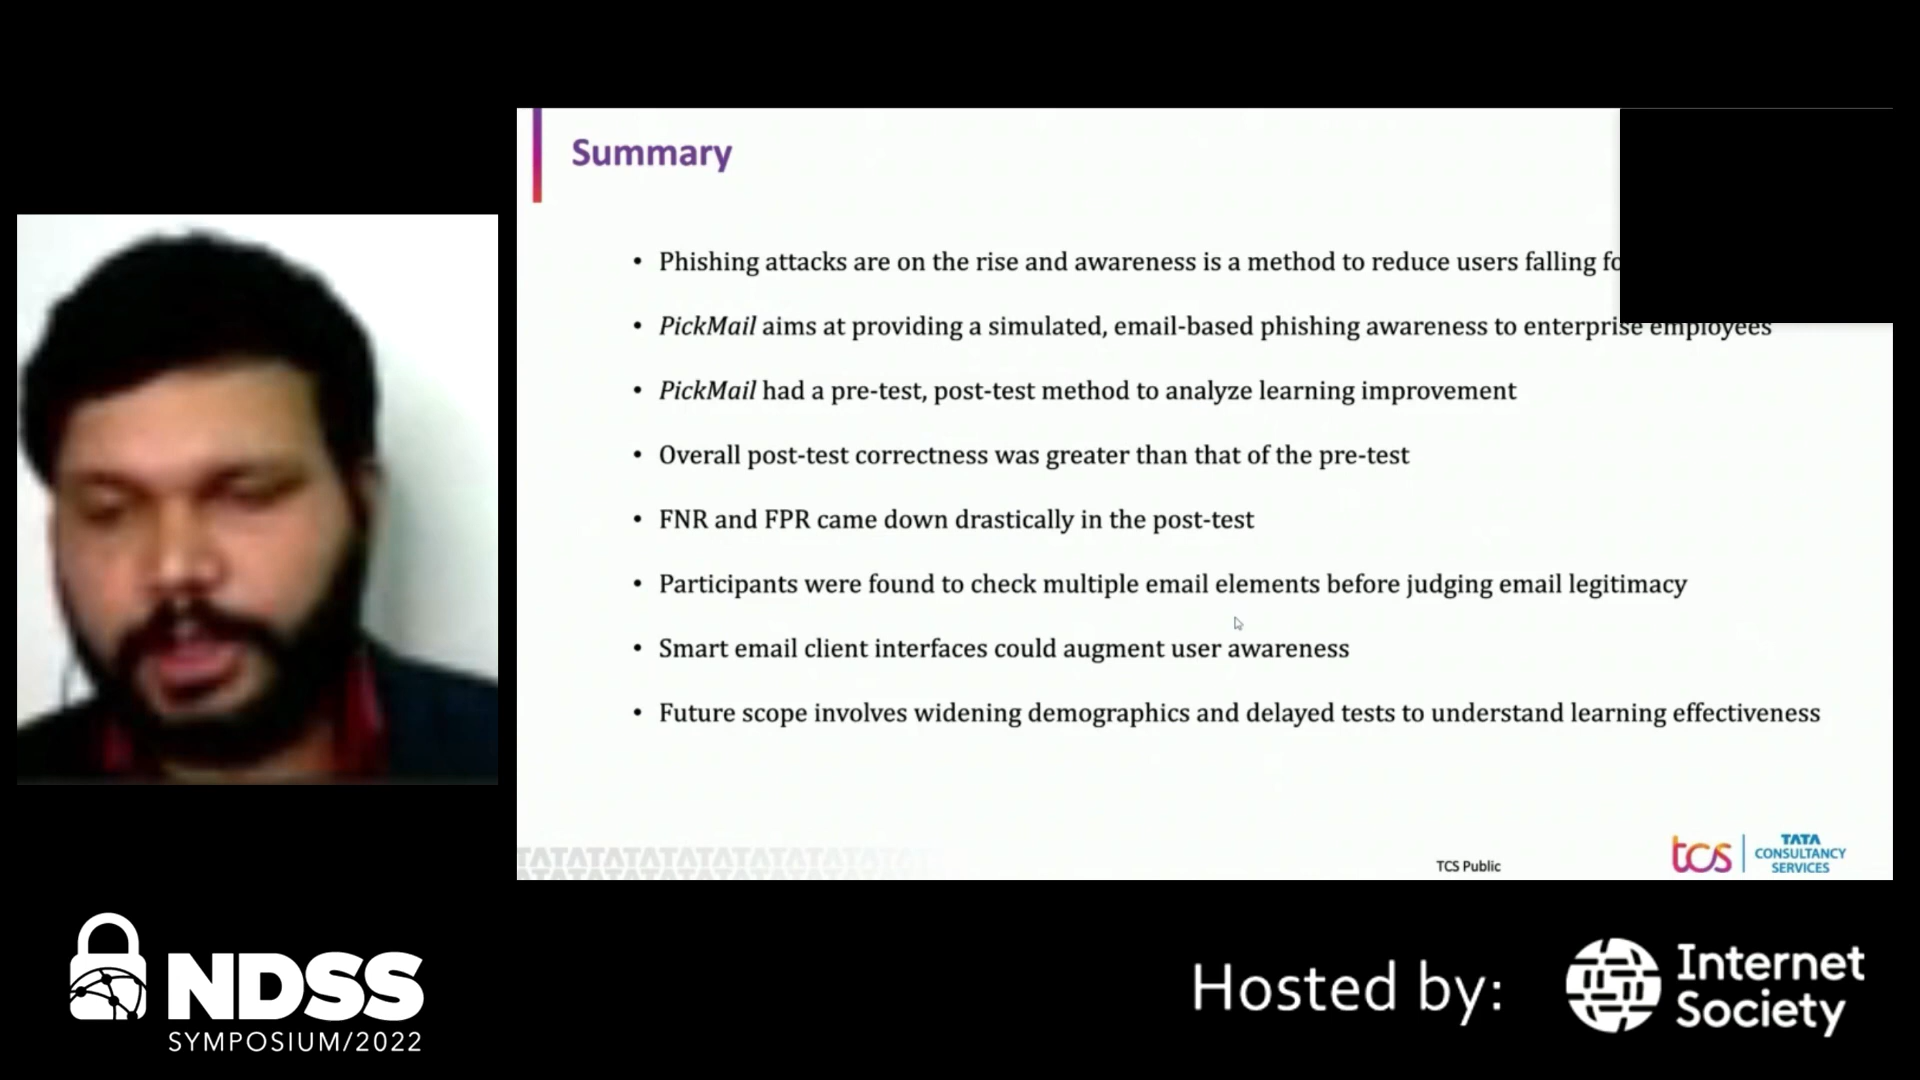 Summary
• Phishing attacks are on the rise and awareness is a method to reduce users falling
• PickMail aims at providing a simulated, email-based phishing awareness to enterprise employees
• PickMail had a pre-test, post-test method to analyze learning improvement
• Overall post-test correctness was greater than that of the pre-test
• FNR and FPR came down drastically in the post-test
• Participants were found to check multiple email elements before judging email legitimacy
• Smart email client interfaces could augment user awareness
• Future scope involves widening demographics and delayed tests to understand learning effectiveness
TCS Public
tcs
TATA
CONSULTANCY
SERVICES
NDSS
SYMPOSIUM/2022
Hosted by:
Internet
Society